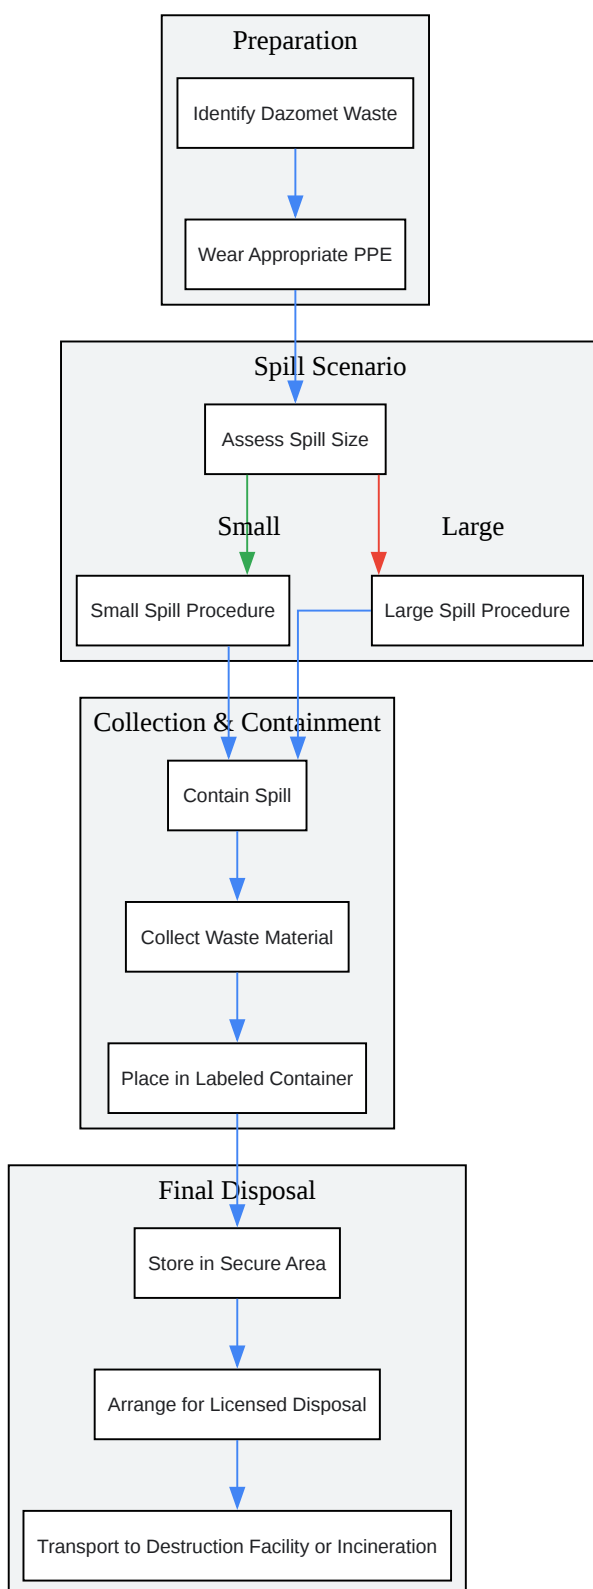 Preparation
Identify Dazomet Waste
Wear Appropriate PPE
Spill Scenario
Assess Spill Size
Small
Large
Small Spill Procedure
Large Spill Procedure
Collection & Containment
Contain Spill
Collect Waste Material
Place in Labeled Container
Final Disposal
Store in Secure Area
Arrange for Licensed Disposal
Transport to Destruction Facility or Incineration